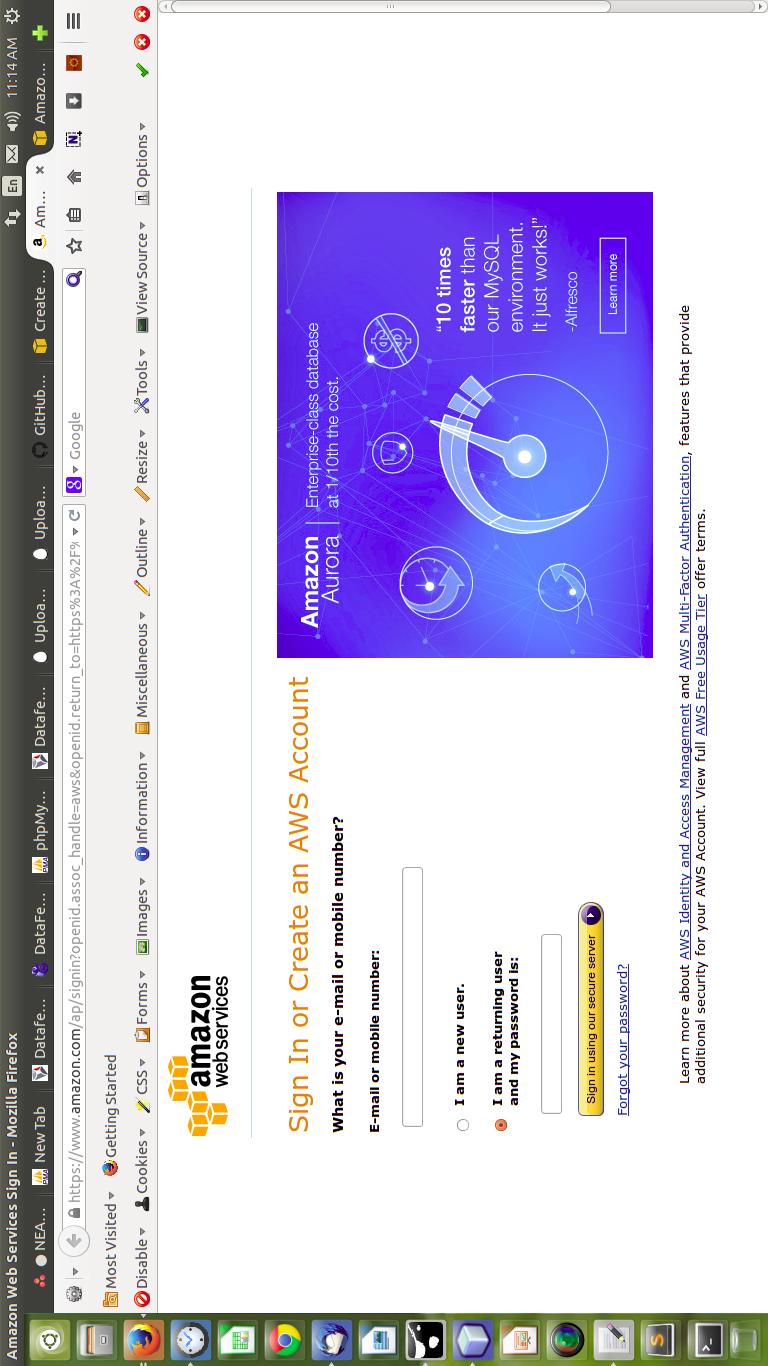 Amazon Web Services Sign In - Mozilla Firefox
En
11:14 AM
NEA...
New Tab
DataFe...
DataFe...
phpMy...
DataFe...
Uploa...
Uploa...
GitHub...
Create ...
Am... ×
Amazo...
https://www.amazon.com/ap/signin?openid.assoc_handle=aws&openid.return_to=https%3A%2F%
Google
Most Visited
Getting Started
Disable
Cookies
CSS
Forms
Images
Information
Miscellaneous
Outline
Resize
Tools
View Source
Options
amazon
webservices
Sign In or Create an AWS Account
What is your e-mail or mobile number?
E-mail or mobile number:
I am a new user.
I am a returning user
and my password is:
Sign in using our secure server
Forgot your password?
Amazon
Aurora
Enterprise-class database
at 1/10th the cost.
“10 times
faster than
our MySQL
environment.
It just works!”
-Alfresco
Learn more
Learn more about AWS Identity and Access Management and AWS Multi-Factor Authentication, features that provide
additional security for your AWS Account. View full AWS Free Usage Tier offer terms.